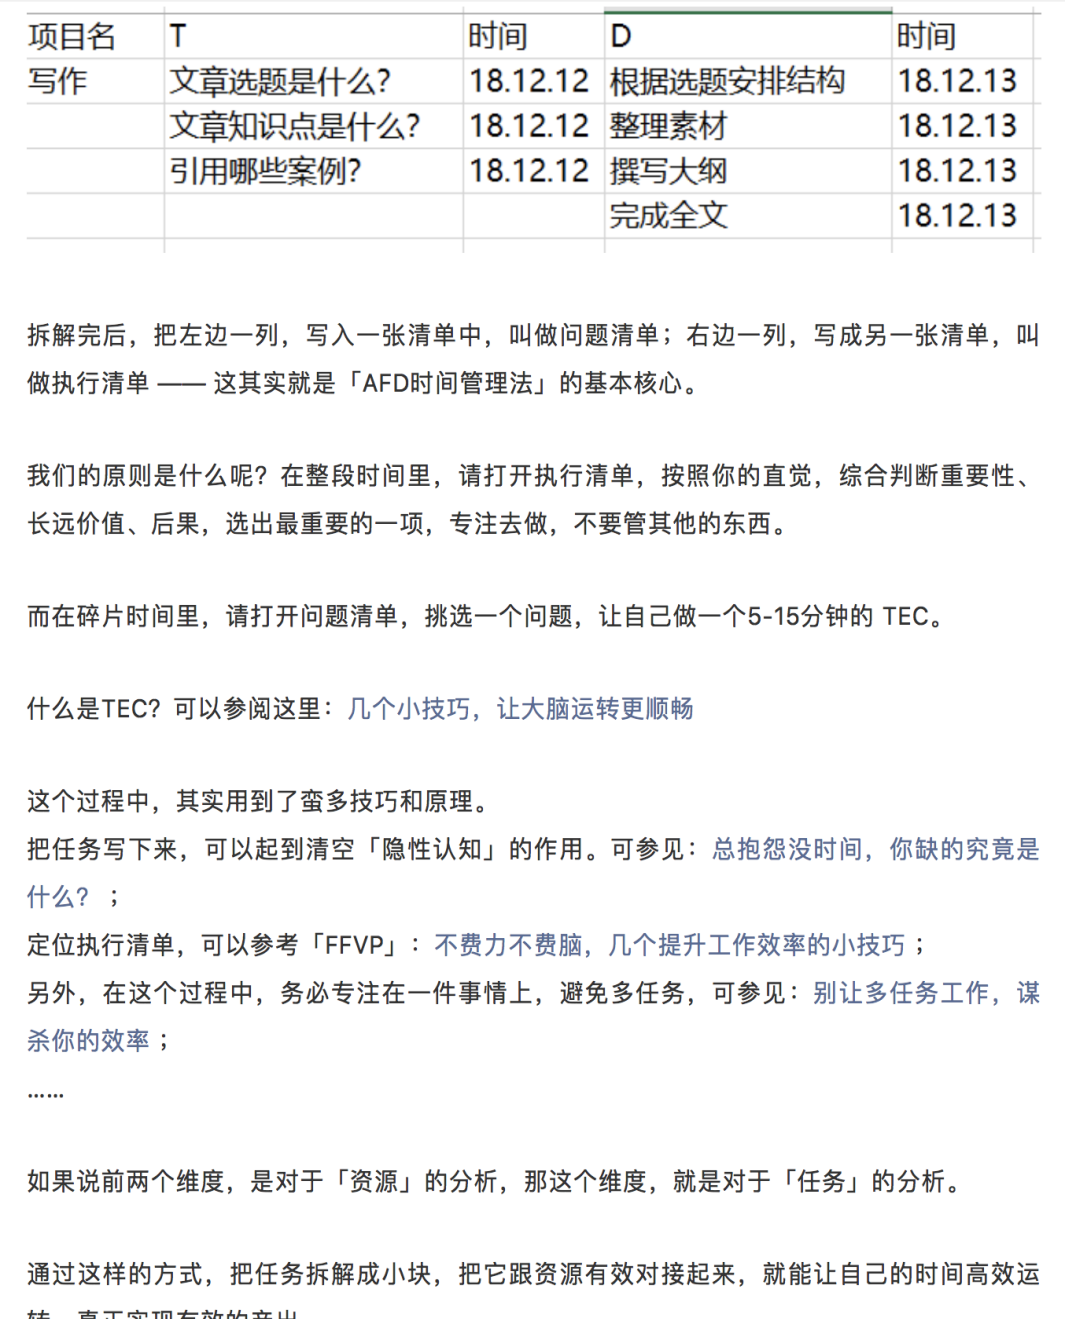 项目名 T 时间 D 时间
写作 文章选题是什么? 18.12.12 根据选题安排结构 18.12.13
文章知识点是什么? 18.12.12 整理素材 18.12.13
引用哪些案例? 18.12.12 撰写大纲 18.12.13
完成全文 18.12.13
拆解完后，把左边一列，写入一张清单中，叫做问题清单；右边一列，写成另一张清单，叫
做执行清单 —— 这其实就是「AFD时间管理法」的基本核心。
我们的原则是什么呢？在整段时间里，请打开执行清单，按照你的直觉，综合判断重要性、
长远价值、后果，选出最重要的一项，专注去做，不要管其他的东西。
而在碎片时间里，请打开问题清单，挑选一个问题，让自己做一个5-15分钟的 TEC。
什么是TEC？可以参阅这里：几个小技巧，让大脑运转更顺畅
这个过程中，其实用到了蛮多技巧和原理。
把任务写下来，可以起到清空「隐性认知」的作用。可参见：总抱怨没时间，你缺的究竟是
什么？；
定位执行清单，可以参考「FFVP」：不费力不费脑，几个提升工作效率的小技巧；
另外，在这个过程中，务必专注在一件事情上，避免多任务，可参见：别让多任务工作，谋
杀你的效率；
……
如果说前两个维度，是对于「资源」的分析，那这个维度，就是对于「任务」的分析。
通过这样的方式，把任务拆解成小块，把它跟资源有效对接起来，就能让自己的时间高效运
转，真正实现有效的产出